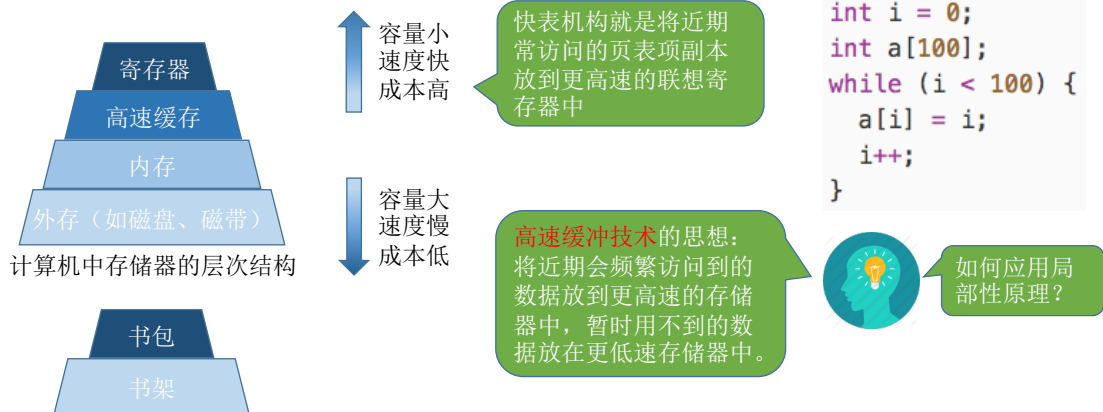 寄存器
高速缓存
内存
外存（如磁盘、磁带）
计算机中存储器的层次结构
书包
书架
容量小
速度快
成本高
容量大
速度慢
成本低
快表机构就是将近期
常访问的页表项副本
放到更高速的联想寄
存器中
高速缓冲技术的思想：
将近期会频繁访问到的
数据放到更高速的存储
器中，暂时用不到的数
据放在更低速存储器中。
int i = 0;
int a[100];
while (i < 100) {
  a[i] = i;
  i++;
}
如何应用局
部性原理？